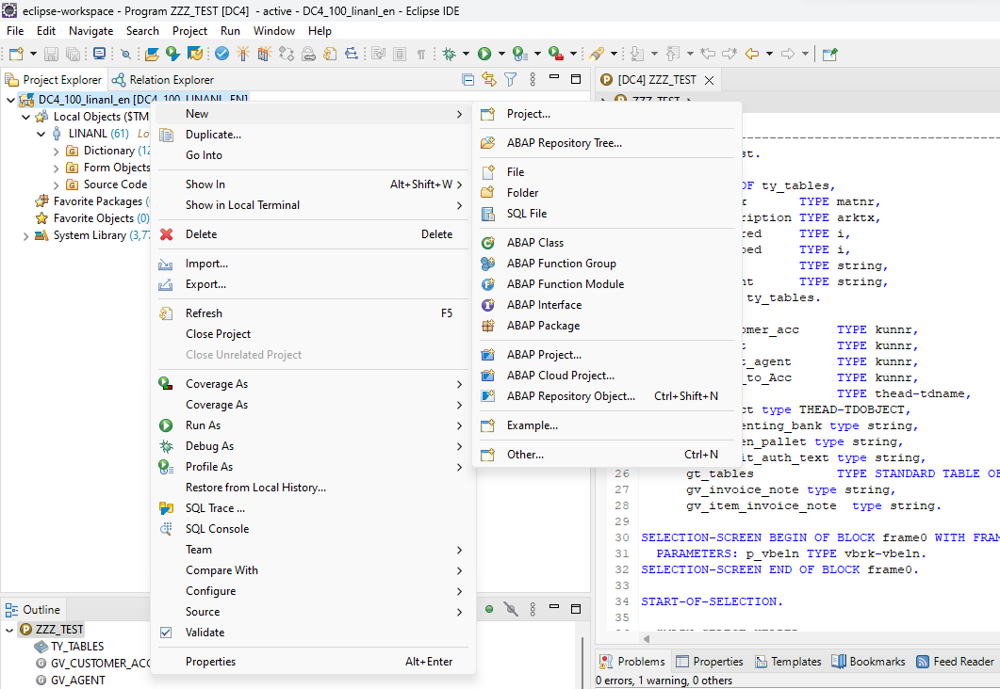 eclipse-workspace - Program ZZZ_TEST [DC4]  - active - DC4_100_linanl_en - Eclipse IDE
File Edit Navigate Search Project Run Window Help
Project Explorer
Relation Explorer
[DC4] ZZZ_TEST
DC4_100_linanl_en [DC4_100_LINANL_EN]
ZZZ_TEST
Local Objects ($TM
LINANL (61)
Dictionary (12
Form Objects
Source Code
Favorite Packages (
Favorite Objects (0)
System Library (3,77
New
Duplicate...
Go Into
Show In Alt+Shift+W
Show in Local Terminal
Delete Delete
Import...
Export...
Refresh F5
Close Project
Close Unrelated Project
Coverage As
Coverage As
Run As
Debug As
Profile As
Restore from Local History...
SQL Trace ...
SQL Console
Team
Compare With
Configure
Source
Validate
Properties Alt+Enter
Project...
ABAP Repository Tree...
File
Folder
SQL File
ABAP Class
ABAP Function Group
ABAP Function Module
ABAP Interface
ABAP Package
ABAP Project...
ABAP Cloud Project...
ABAP Repository Object... Ctrl+Shift+N
Example...
Other... Ctrl+N
st.
OF ty_tables,
x TYPE matnr,
ription TYPE arktx,
red TYPE i,
ped TYPE i,
TYPE string,
nt TYPE string,
ty_tables.
omer_acc TYPE kunnr,
t TYPE kunnr,
t_agent TYPE kunnr,
_to_Acc TYPE kunnr,
TYPE thead-tdname,
ct type THEAD-TDOBJECT,
enting_bank type string,
en_pallet type string,
it_auth_text type string,
26 gt_tables TYPE STANDARD TABLE OF
27 gv_invoice_note type string,
28 gv_item_invoice_note type string.
29
30 SELECTION-SCREEN BEGIN OF BLOCK frame0 WITH FRAM
31 PARAMETERS: p_vbeln TYPE vbrk-vbeln.
32 SELECTION-SCREEN END OF BLOCK frame0.
33
34 START-OF-SELECTION.
35
Outline
ZZZ_TEST
TY_TABLES
GV_CUSTOMER_ACC
GV_AGENT
Problems Properties Templates Bookmarks Feed Reader
0 errors, 1 warning, 0 others